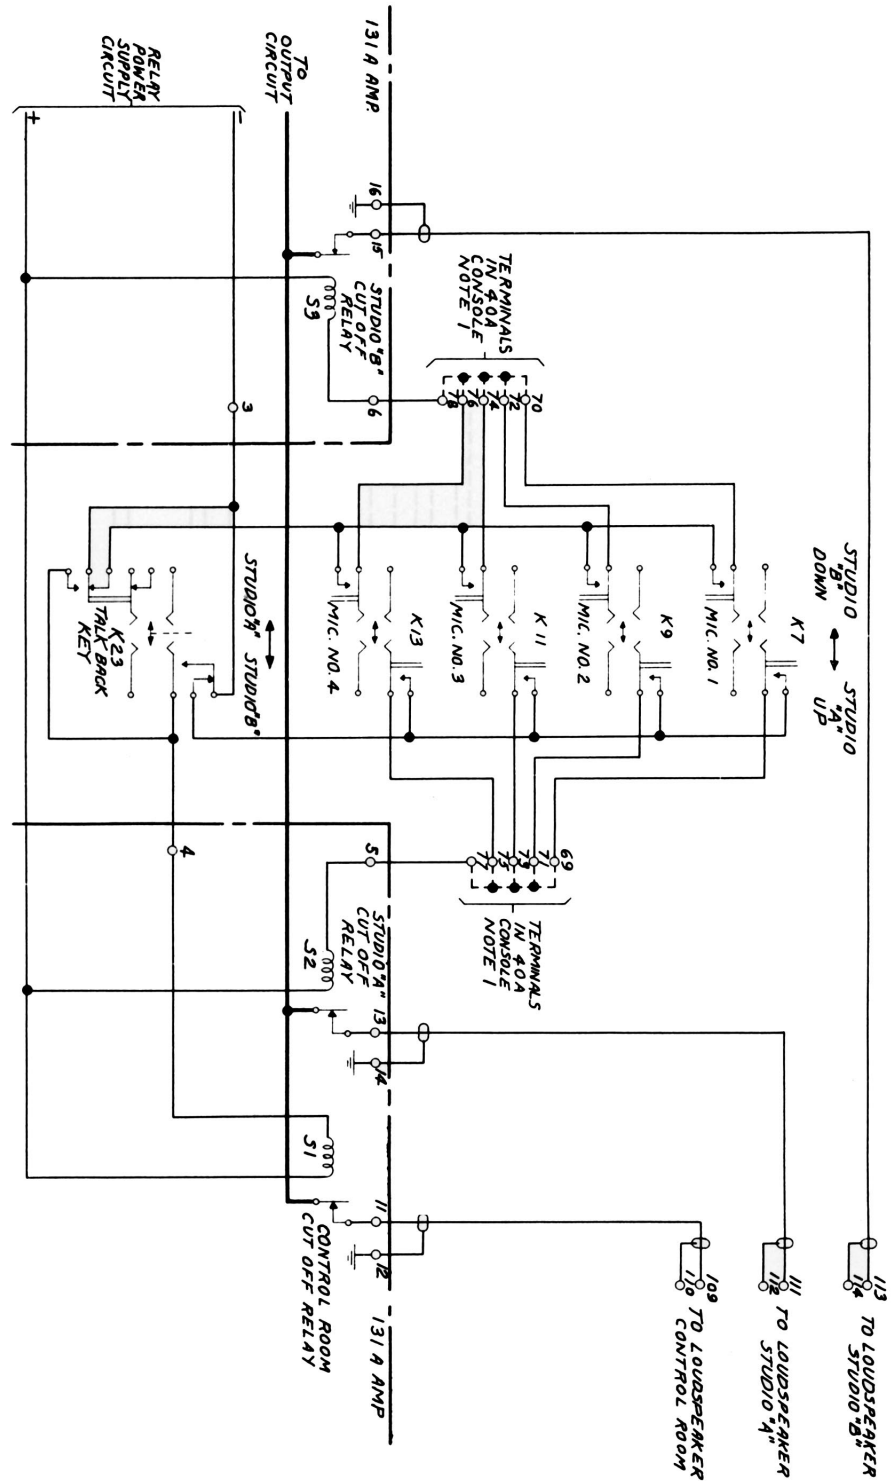 113
114
TO LOUDSPEAKER
STUDIO "B"
STUDIO
"B"
DOWN
STUDIO
"A"
UP
111
112
TO LOUDSPEAKER
STUDIO "A"
K7
MIC. NO. 1
109
110
TO LOUDSPEAKER
CONTROL ROOM
K9
MIC. NO. 2
TERMINALS
IN 40A
CONSOLE
NOTE 1
70
72
74
76
78
K11
MIC. NO. 3
69
71
73
75
77
TERMINALS
IN 40A
CONSOLE
NOTE 1
K13
MIC. NO. 4
131 A AMP.
16
15
6
STUDIO "B"
CUT OFF
RELAY
S3
5
STUDIO "A"
CUT OFF
RELAY
S2
13
14
11
12
131 A AMP
S1
CONTROL ROOM
CUT OFF RELAY
TO
OUTPUT
CIRCUIT
STUDIO "A"
STUDIO "B"
−
3
4
K23
TALK BACK
KEY
RELAY
POWER
SUPPLY
CIRCUIT
+